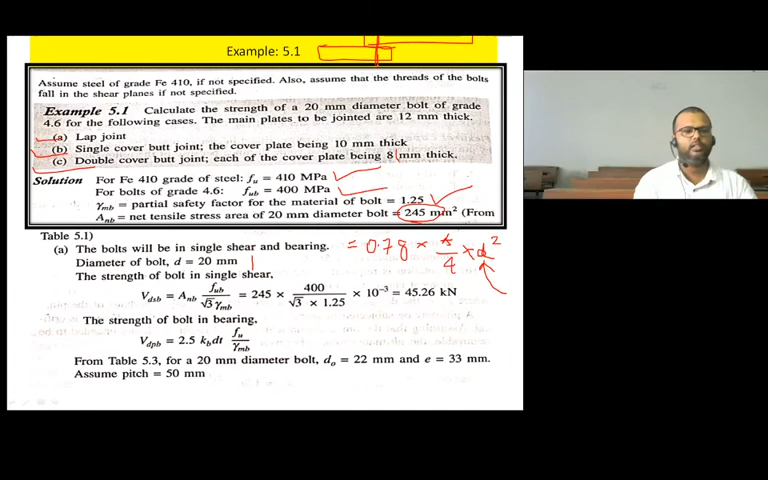 Example: 5.1
Assume steel of grade Fe 410, if not specified. Also, assume that the threads of the bolts
fall in the shear planes if not specified.
Example 5.1 Calculate the strength of a 20 mm diameter bolt of grade
4.6 for the following cases. The main plates to be jointed are 12 mm thick.
(a) Lap joint
(b) Single cover butt joint; the cover plate being 10 mm thick
(c) Double cover butt joint; each of the cover plate being 8 mm thick.
Solution For Fe 410 grade of steel: fu = 410 MPa
For bolts of grade 4.6: fub = 400 MPa
γmb = partial safety factor for the material of bolt = 1.25
Anb = net tensile stress area of 20 mm diameter bolt = 245 mm² (From
Table 5.1)
= 0.78 × π/4 × d²
(a) The bolts will be in single shear and bearing.
Diameter of bolt, d = 20 mm
The strength of bolt in single shear,
Vdsb = Anb fub/√3 γmb = 245 × 400/√3 × 1.25 × 10⁻³ = 45.26 kN
The strength of bolt in bearing,
Vdpb = 2.5 kbdt fu/γmb
From Table 5.3, for a 20 mm diameter bolt, do = 22 mm and e = 33 mm.
Assume pitch = 50 mm